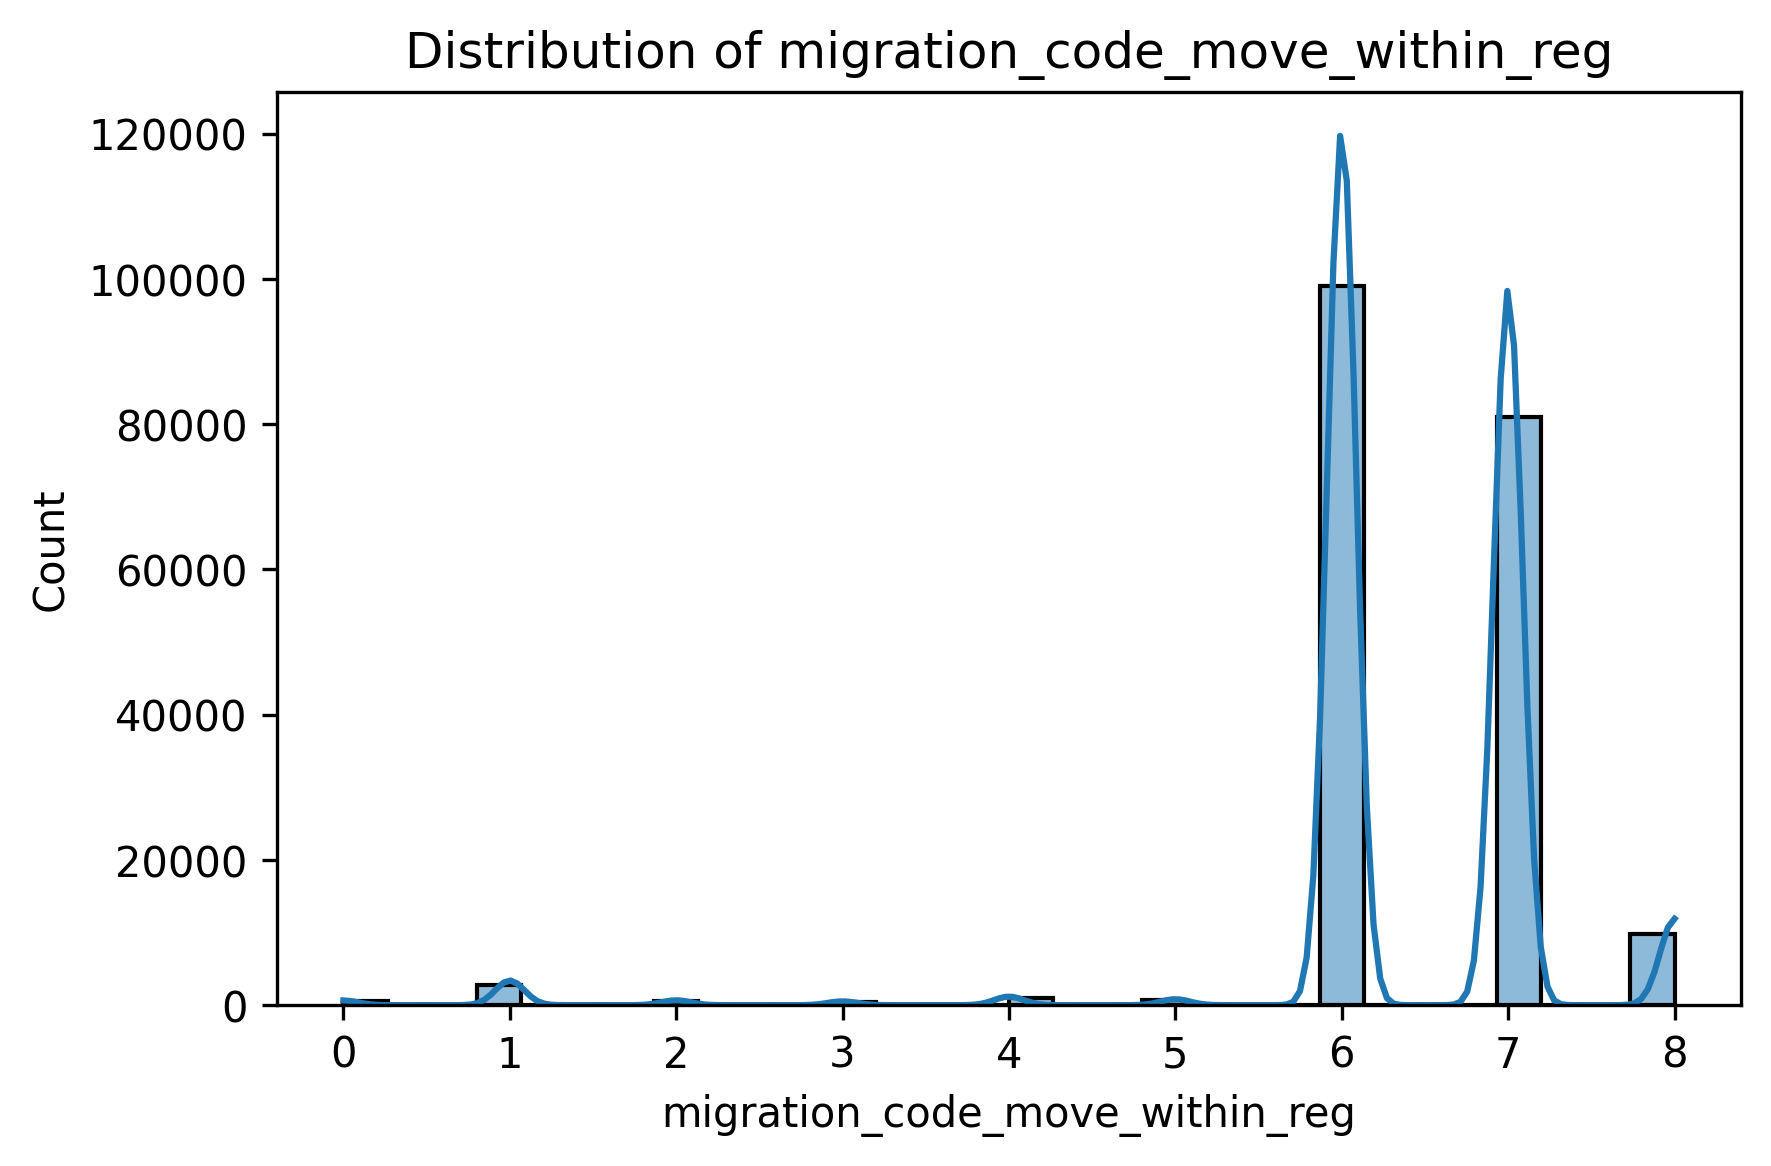 Distribution of migration_code_move_within_reg
120000
100000
80000
60000
40000
20000
0
Count
0 1 2 3 4 5 6 7 8
migration_code_move_within_reg